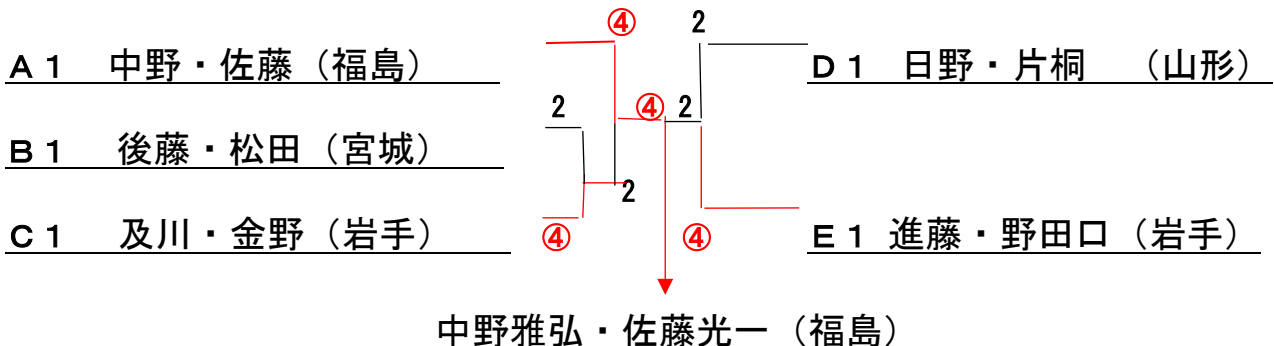 ④ 2
A1 中野・佐藤（福島） D1 日野・片桐 （山形）
2 ④ 2
B1 後藤・松田（宮城）
2
C1 及川・金野（岩手） ④ ④ E1 進藤・野田口（岩手）
中野雅弘・佐藤光一（福島）